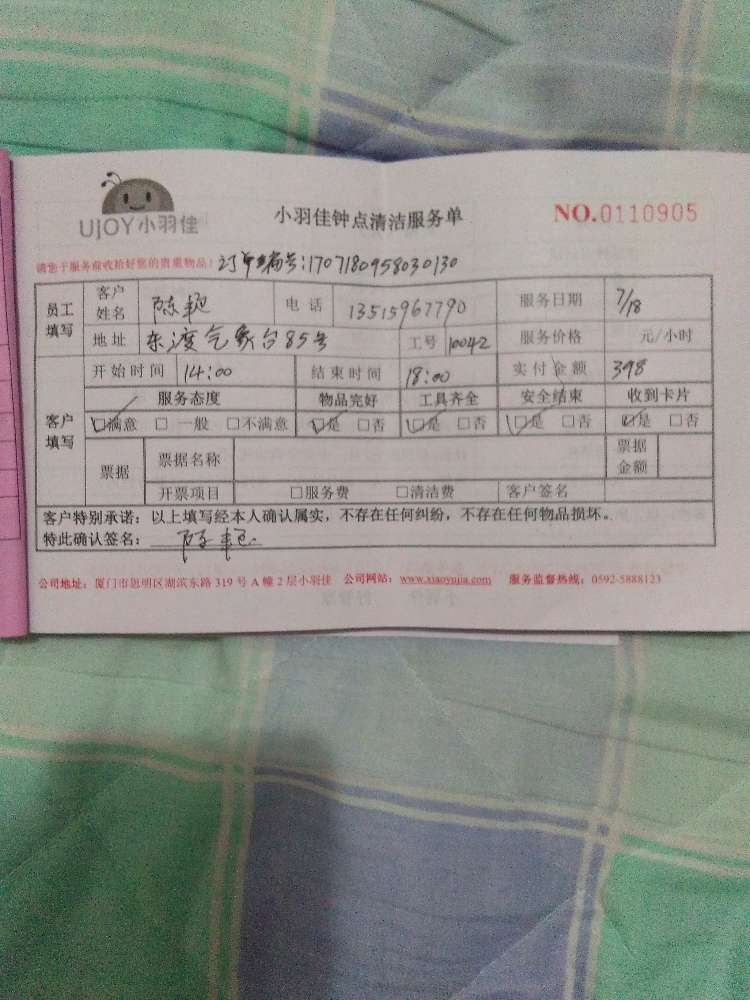 UJOY小羽佳 小羽佳钟点清洁服务单 NO.0110905
请您于服务前收拾好您的贵重物品! 订单编号:1707180958030130
员工填写 客户姓名 陈艳 电话 13515967790 服务日期 7/18
地址 东渡气象台85号 工号 10042 服务价格 元/小时
客户填写 开始时间 14:00 结束时间 18:00 实付金额 398
服务态度 物品完好 工具齐全 安全结束 收到卡片
☑满意 □一般 □不满意 ☑是 □否 ☑是 □否 ☑是 □否 ☑是 □否
票据 票据名称 票据金额
开票项目 □服务费 □清洁费 客户签名
客户特别承诺:以上填写经本人确认属实,不存在任何纠纷,不存在任何物品损坏。
特此确认签名: 陈艳
公司地址:厦门市思明区湖滨东路319号A幢2层小羽佳 公司网站:www.xiaoyujia.com 服务监督热线:0592-5888123